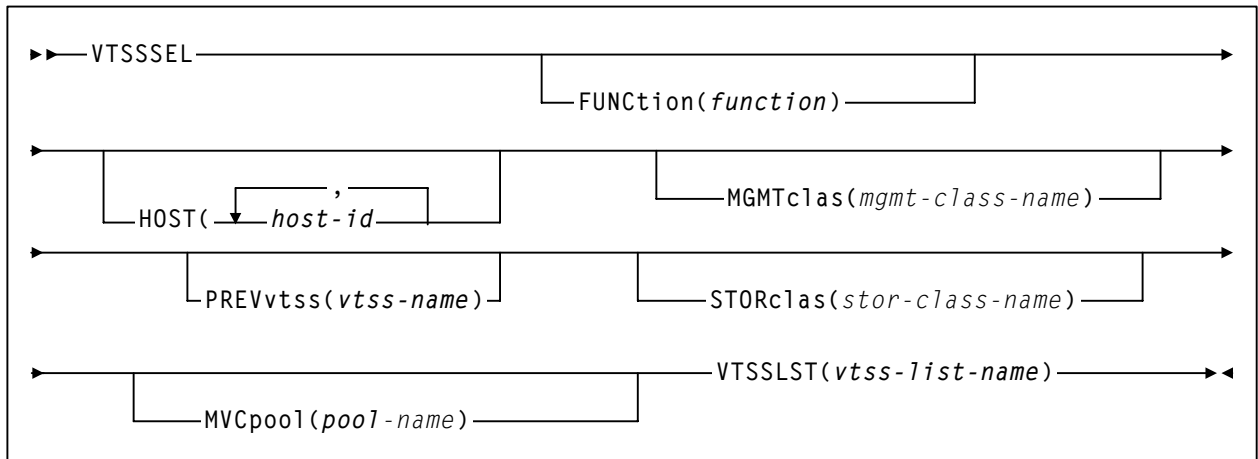 VTSSSEL
FUNCtion(function)
HOST( host-id ,
MGMTclas(mgmt-class-name)
PREVvtss(vtss-name)
STORclas(stor-class-name)
VTSSLST(vtss-list-name)
MVCpool(pool-name)